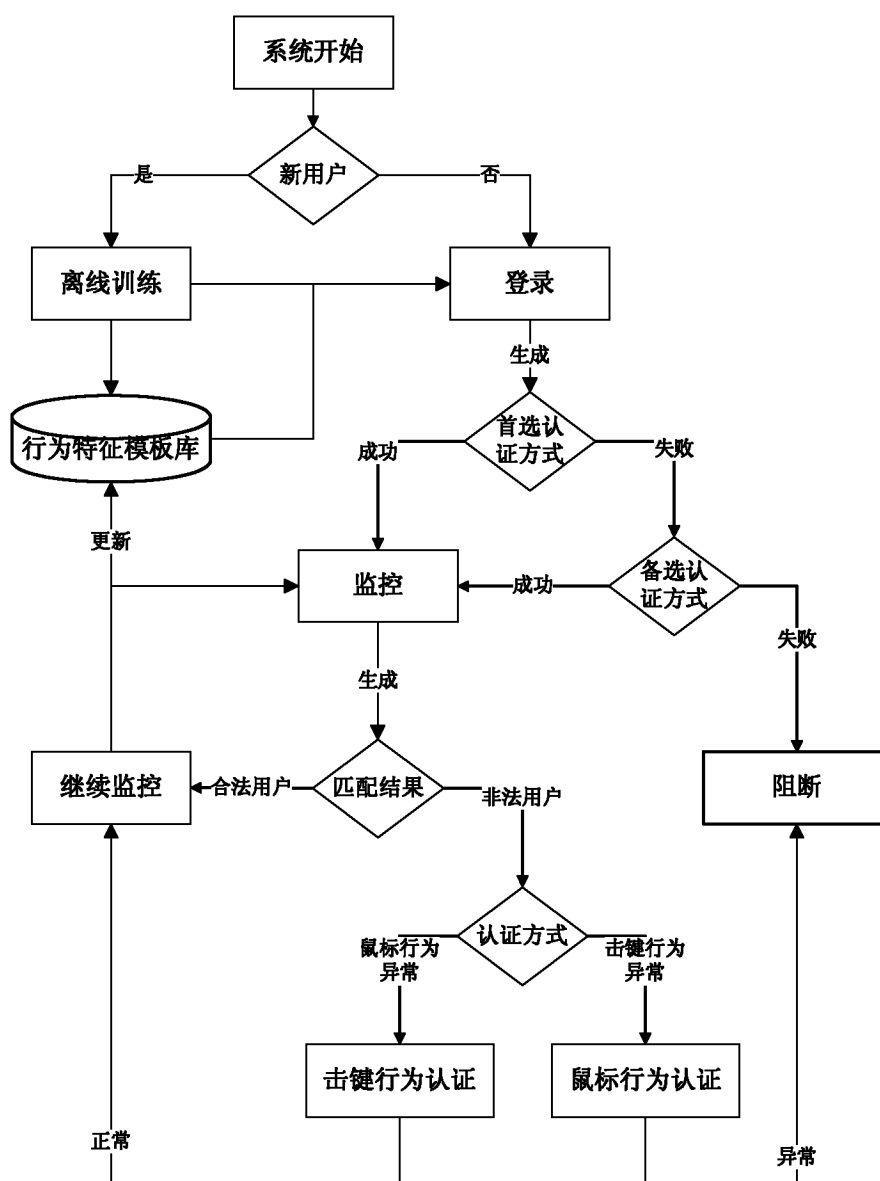 系统开始
新用户
是
否
离线训练
登录
生成
行为特征模板库
首选认
证方式
成功
失败
更新
监控
成功
备选认
证方式
失败
生成
继续监控
合法用户
匹配结果
非法用户
阻断
认证方式
鼠标行为
异常
击键行为
异常
击键行为认证
鼠标行为认证
正常
异常